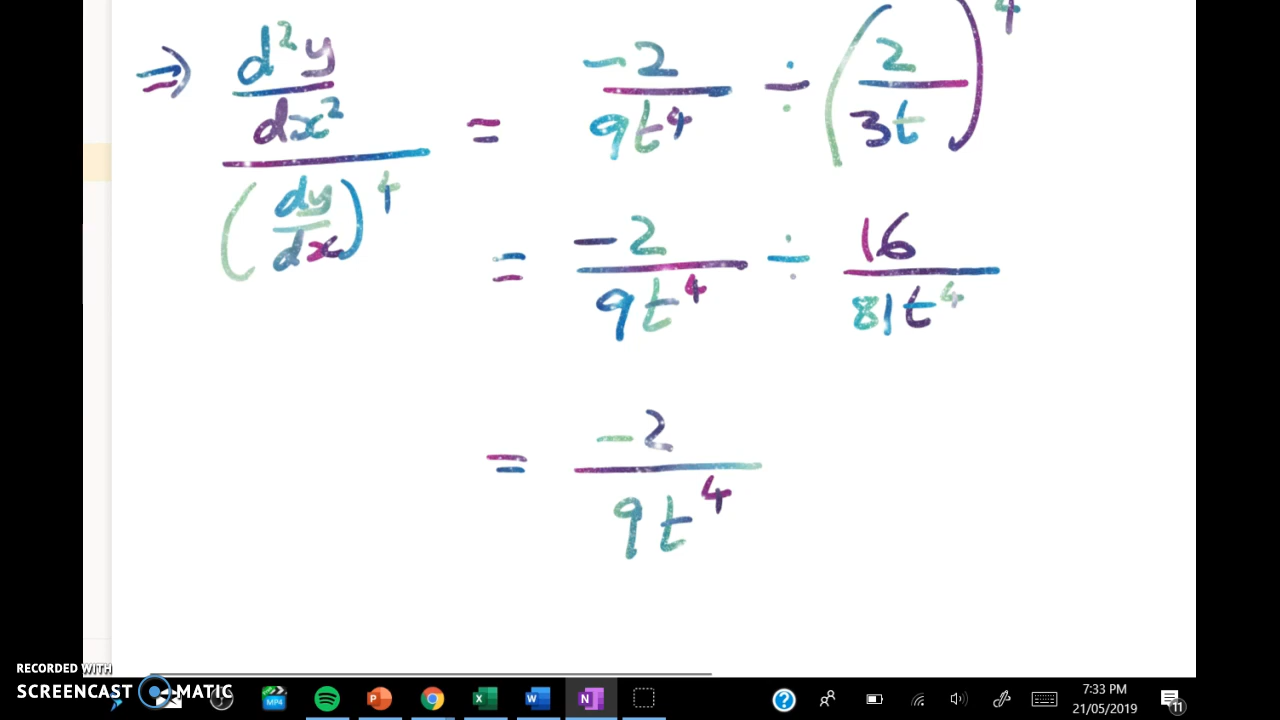 ⇒ (d²y/dx²)/(dy/dx)⁴ = -2/9t⁴ ÷ (2/3t)⁴
= -2/9t⁴ ÷ 16/81t⁴
= -2/9t⁴
RECORDED WITH
SCREENCAST MATIC
MP4
7:33 PM
21/05/2019
11